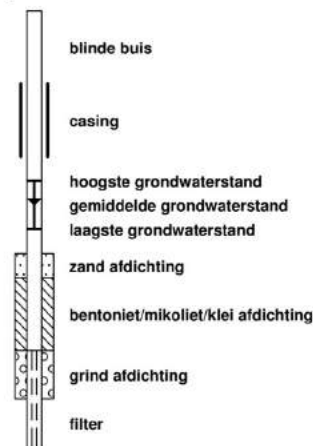 blinde buis
casing
hoogste grondwaterstand
gemiddelde grondwaterstand
laagste grondwaterstand
zand afdichting
bentoniet/mikoliet/klei afdichting
grind afdichting
filter